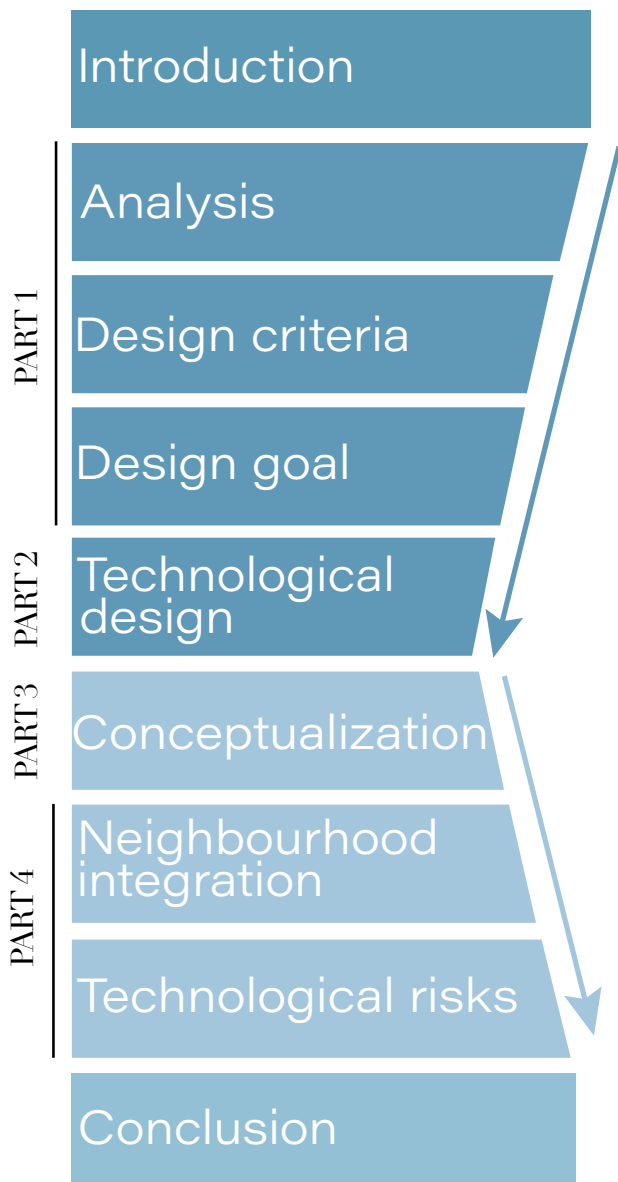 Introduction
PART 1
Analysis
Design criteria
Design goal
PART 2
Technological
design
PART 3
Conceptualization
PART 4
Neighbourhood
integration
Technological risks
Conclusion